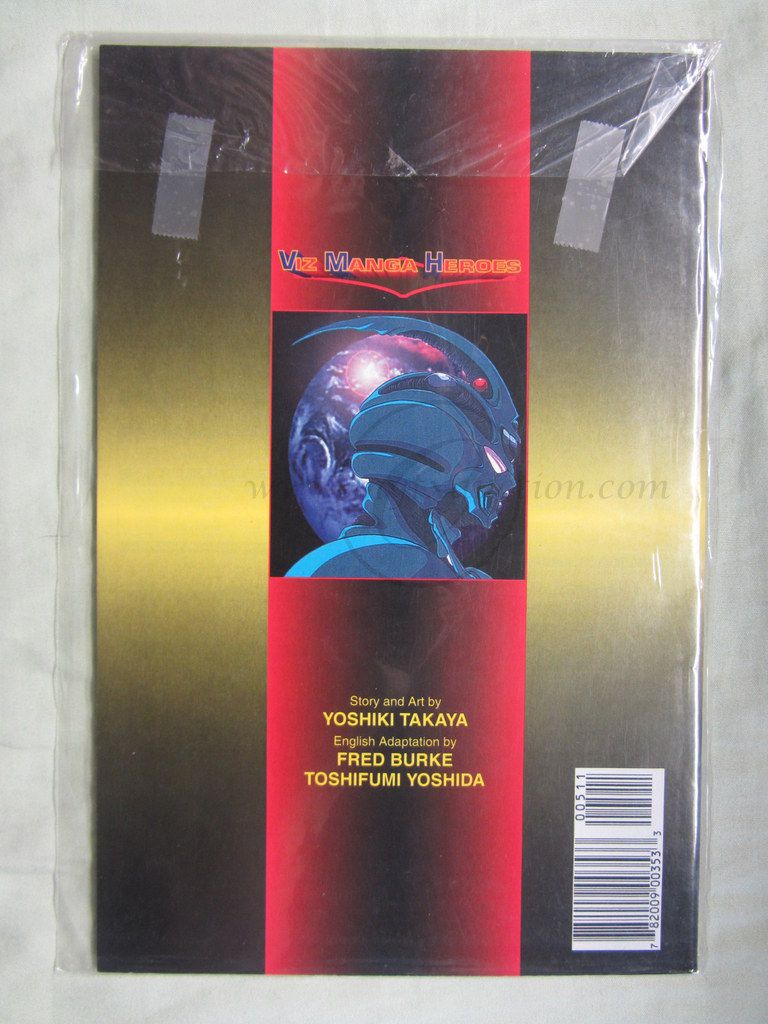 VIZ MANGA HEROES
Story and Art by
YOSHIKI TAKAYA
English Adaptation by
FRED BURKE
TOSHIFUMI YOSHIDA
00511
7 82009 00353 3